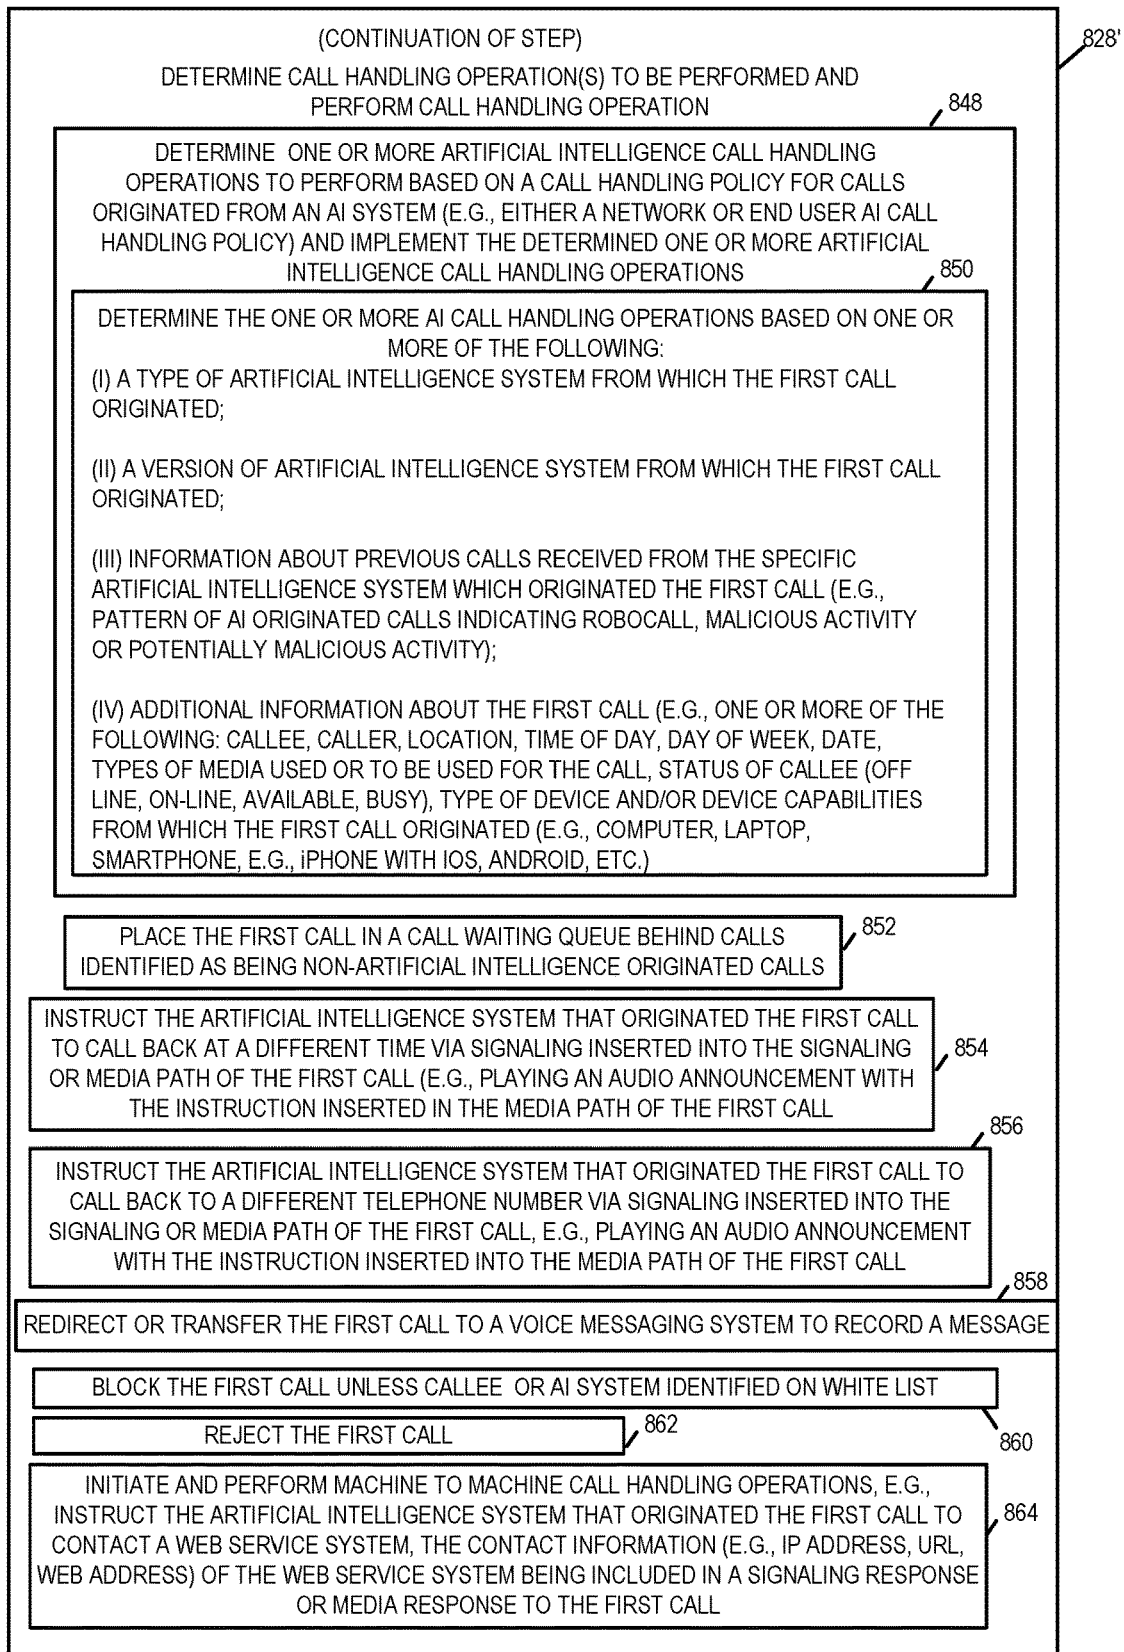 (CONTINUATION OF STEP)
828'
DETERMINE CALL HANDLING OPERATION(S) TO BE PERFORMED AND
PERFORM CALL HANDLING OPERATION
848
DETERMINE ONE OR MORE ARTIFICIAL INTELLIGENCE CALL HANDLING
OPERATIONS TO PERFORM BASED ON A CALL HANDLING POLICY FOR CALLS
ORIGINATED FROM AN AI SYSTEM (E.G., EITHER A NETWORK OR END USER AI CALL
HANDLING POLICY) AND IMPLEMENT THE DETERMINED ONE OR MORE ARTIFICIAL
INTELLIGENCE CALL HANDLING OPERATIONS
850
DETERMINE THE ONE OR MORE AI CALL HANDLING OPERATIONS BASED ON ONE OR
MORE OF THE FOLLOWING:
(I) A TYPE OF ARTIFICIAL INTELLIGENCE SYSTEM FROM WHICH THE FIRST CALL
ORIGINATED;
(II) A VERSION OF ARTIFICIAL INTELLIGENCE SYSTEM FROM WHICH THE FIRST CALL
ORIGINATED;
(III) INFORMATION ABOUT PREVIOUS CALLS RECEIVED FROM THE SPECIFIC
ARTIFICIAL INTELLIGENCE SYSTEM WHICH ORIGINATED THE FIRST CALL (E.G.,
PATTERN OF AI ORIGINATED CALLS INDICATING ROBOCALL, MALICIOUS ACTIVITY
OR POTENTIALLY MALICIOUS ACTIVITY);
(IV) ADDITIONAL INFORMATION ABOUT THE FIRST CALL (E.G., ONE OR MORE OF THE
FOLLOWING: CALLEE, CALLER, LOCATION, TIME OF DAY, DAY OF WEEK, DATE,
TYPES OF MEDIA USED OR TO BE USED FOR THE CALL, STATUS OF CALLEE (OFF
LINE, ON-LINE, AVAILABLE, BUSY), TYPE OF DEVICE AND/OR DEVICE CAPABILITIES
FROM WHICH THE FIRST CALL ORIGINATED (E.G., COMPUTER, LAPTOP,
SMARTPHONE, E.G., iPHONE WITH IOS, ANDROID, ETC.)
852
PLACE THE FIRST CALL IN A CALL WAITING QUEUE BEHIND CALLS
IDENTIFIED AS BEING NON-ARTIFICIAL INTELLIGENCE ORIGINATED CALLS
INSTRUCT THE ARTIFICIAL INTELLIGENCE SYSTEM THAT ORIGINATED THE FIRST CALL
TO CALL BACK AT A DIFFERENT TIME VIA SIGNALING INSERTED INTO THE SIGNALING
OR MEDIA PATH OF THE FIRST CALL (E.G., PLAYING AN AUDIO ANNOUNCEMENT WITH
THE INSTRUCTION INSERTED IN THE MEDIA PATH OF THE FIRST CALL
854
856
INSTRUCT THE ARTIFICIAL INTELLIGENCE SYSTEM THAT ORIGINATED THE FIRST CALL TO
CALL BACK TO A DIFFERENT TELEPHONE NUMBER VIA SIGNALING INSERTED INTO THE
SIGNALING OR MEDIA PATH OF THE FIRST CALL, E.G., PLAYING AN AUDIO ANNOUNCEMENT
WITH THE INSTRUCTION INSERTED INTO THE MEDIA PATH OF THE FIRST CALL
858
REDIRECT OR TRANSFER THE FIRST CALL TO A VOICE MESSAGING SYSTEM TO RECORD A MESSAGE
BLOCK THE FIRST CALL UNLESS CALLEE OR AI SYSTEM IDENTIFIED ON WHITE LIST
860
REJECT THE FIRST CALL
862
INITIATE AND PERFORM MACHINE TO MACHINE CALL HANDLING OPERATIONS, E.G.,
INSTRUCT THE ARTIFICIAL INTELLIGENCE SYSTEM THAT ORIGINATED THE FIRST CALL TO
CONTACT A WEB SERVICE SYSTEM, THE CONTACT INFORMATION (E.G., IP ADDRESS, URL,
WEB ADDRESS) OF THE WEB SERVICE SYSTEM BEING INCLUDED IN A SIGNALING RESPONSE
OR MEDIA RESPONSE TO THE FIRST CALL
864